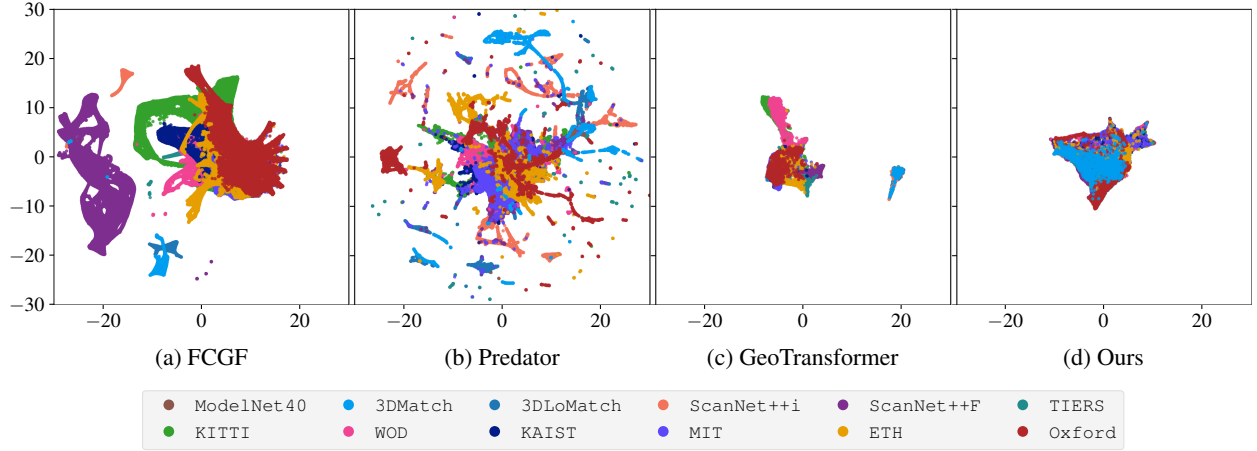 30
20
10
0
−10
−20
−30
−20 0 20 −20 0 20 −20 0 20 −20 0 20
(a) FCGF (b) Predator (c) GeoTransformer (d) Ours
ModelNet40 3DMatch 3DLoMatch ScanNet++i ScanNet++F TIERS
KITTI WOD KAIST MIT ETH Oxford